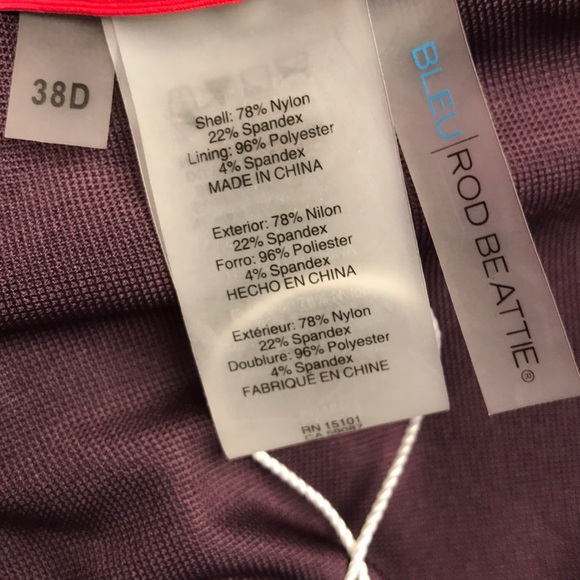 38D
Shell: 78% Nylon
22% Spandex
Lining: 96% Polyester
4% Spandex
MADE IN CHINA
Exterior: 78% Nilon
22% Spandex
Forro: 96% Poliester
4% Spandex
HECHO EN CHINA
Extérieur: 78% Nylon
22% Spandex
Doublure: 96% Polyester
4% Spandex
FABRIQUÉ EN CHINE
RN 15101
CA
BLEU|ROD BEATTIE®